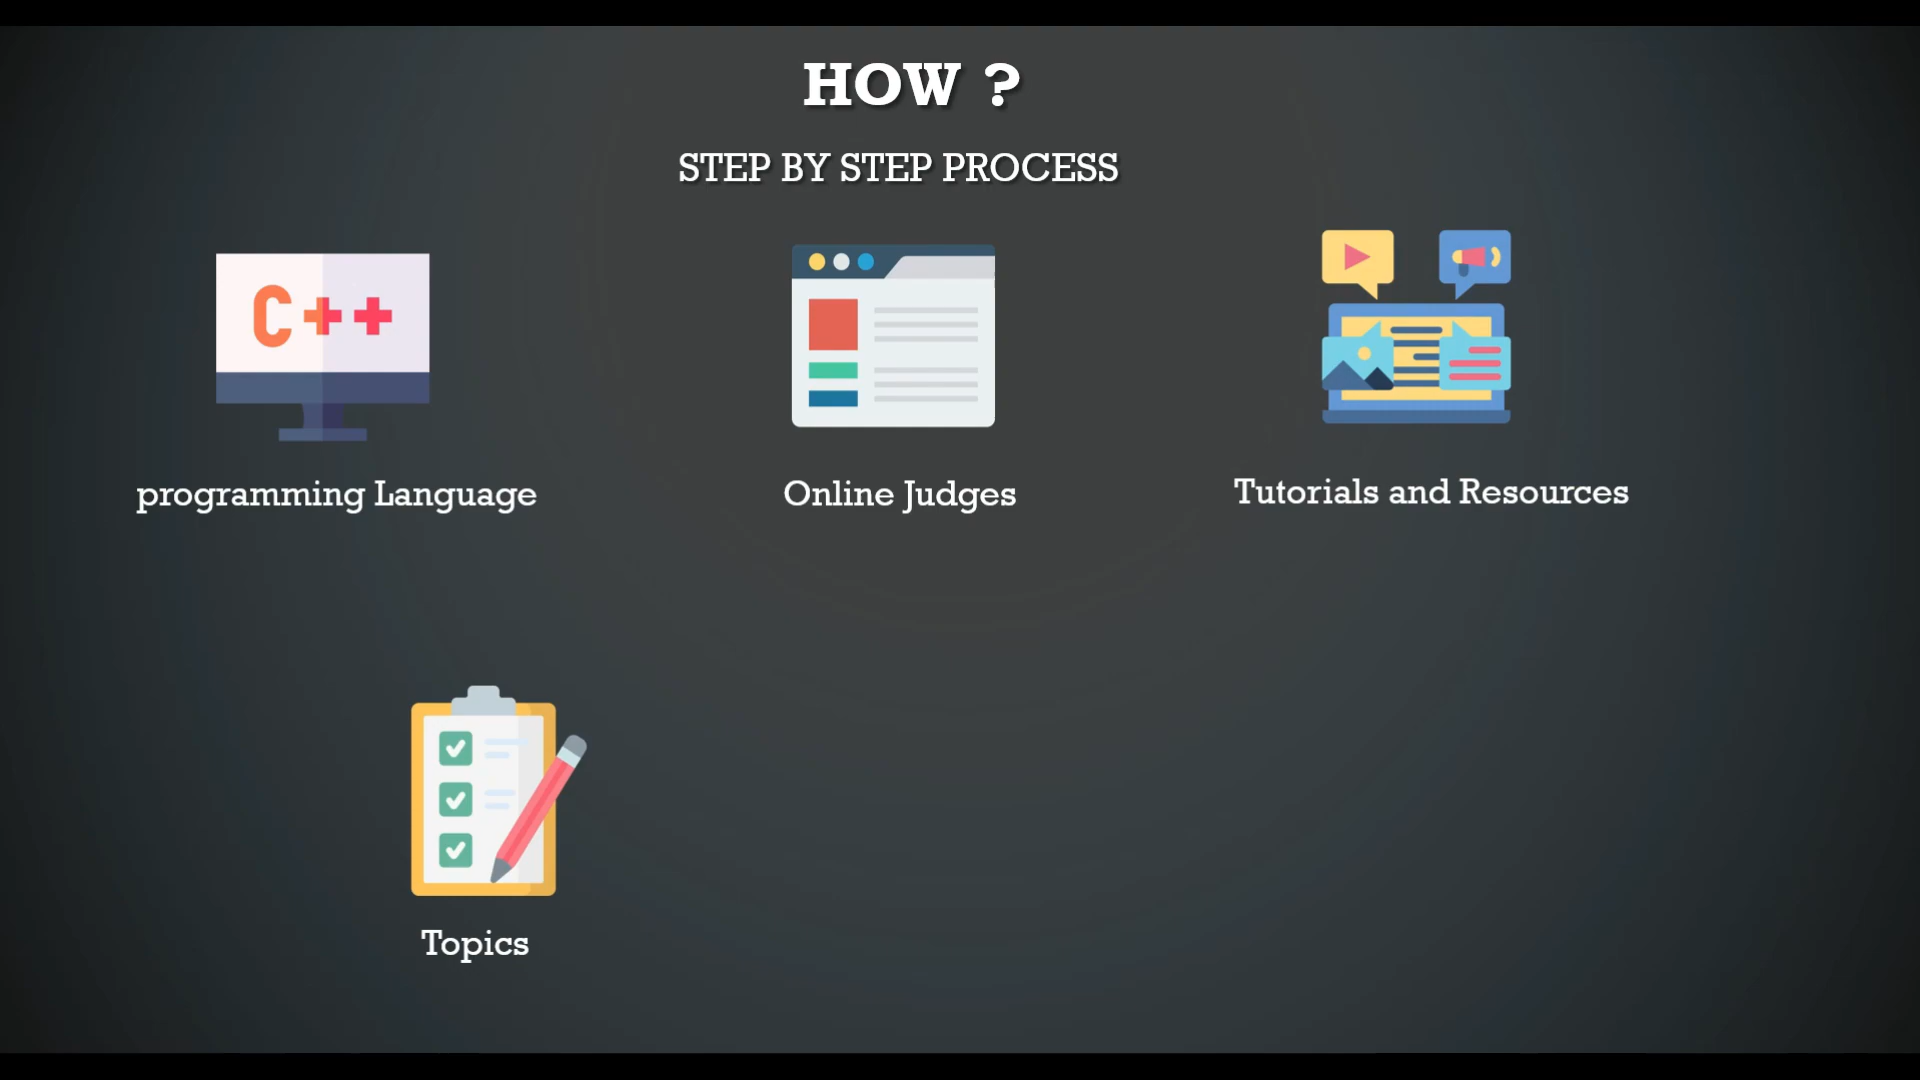 HOW ?
STEP BY STEP PROCESS
C++
programming Language
Online Judges
Tutorials and Resources
Topics